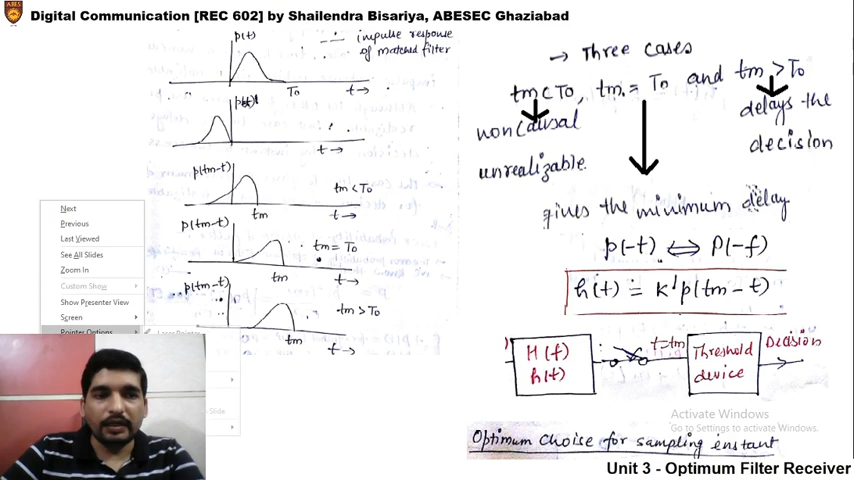 Digital Communication [REC 602] by Shailendra Bisariya, ABESEC Ghaziabad
p(t)
impulse response
of matched filter
To
t→
t→
p(tm-t)
tm<To
tm
t→
p(tm-t)
tm = To
tm
t→
p(tm-t)
tm > To
tm
t→
Next
Previous
Last Viewed
See All Slides
Zoom In
Custom Show
Show Presenter View
Screen
Pointer Options
→ Three cases
tm<To, tm = To and tm > To
noncausal
unrealizable
delays the
decision
gives the minimum delay
p(-t) ⟺ P(-f)
h(t) = K' p(tm - t)
H(f)
h(t)
t=tm
Threshold
device
Decision
Activate Windows
Go to Settings to activate Windows.
Optimum Choice for sampling instant
Unit 3 - Optimum Filter Receiver
ABES